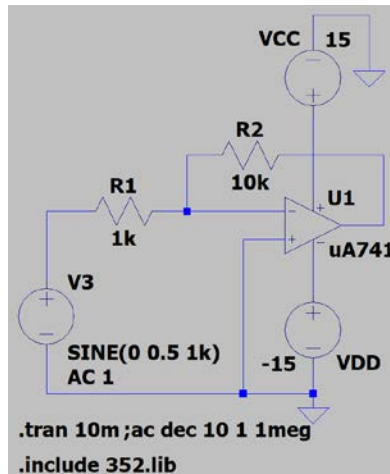 VCC 15
R2
10k
R1
1k
U1
uA741
V3
SINE(0 0.5 1k)
AC 1
-15 VDD
.tran 10m ;ac dec 10 1 1meg
.include 352.lib